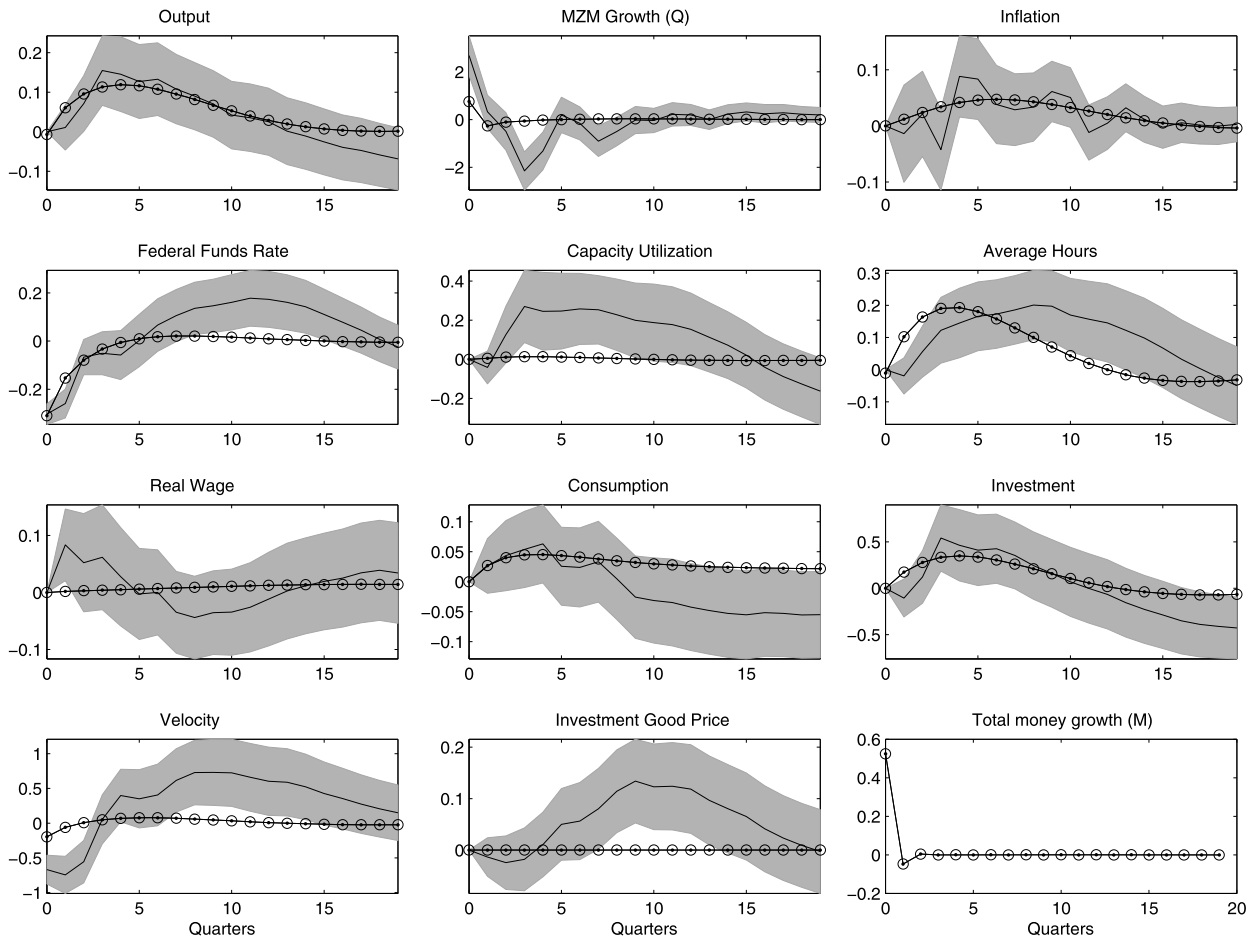 Output
0.2
0.1
0
−0.1
0 5 10 15
MZM Growth (Q)
2
0
−2
0 5 10 15
Inflation
0.1
0
−0.1
0 5 10 15
Federal Funds Rate
0.2
0
−0.2
0 5 10 15
Capacity Utilization
0.4
0.2
0
−0.2
0 5 10 15
Average Hours
0.3
0.2
0.1
0
−0.1
0 5 10 15
Real Wage
0.1
0
−0.1
0 5 10 15
Consumption
0.1
0.05
0
−0.05
−0.1
0 5 10 15
Investment
0.5
0
−0.5
0 5 10 15
Velocity
1
0.5
0
−0.5
−1
0 5 10 15
Quarters
Investment Good Price
0.2
0.1
0
0 5 10 15
Quarters
Total money growth (M)
0.6
0.4
0.2
0
−0.2
0 5 10 15 20
Quarters